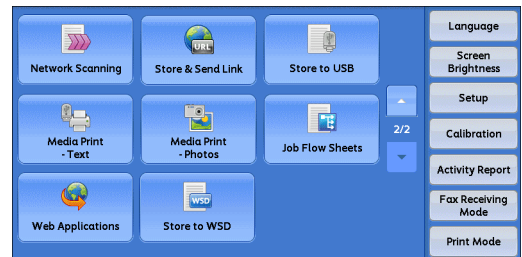 Network Scanning
URL
Store & Send Link
Store to USB
Media Print
- Text
Media Print
- Photos
Job Flow Sheets
WSD
Web Applications
Store to WSD
2/2
Language
Screen
Brightness
Setup
Calibration
Activity Report
Fax Receiving
Mode
Print Mode